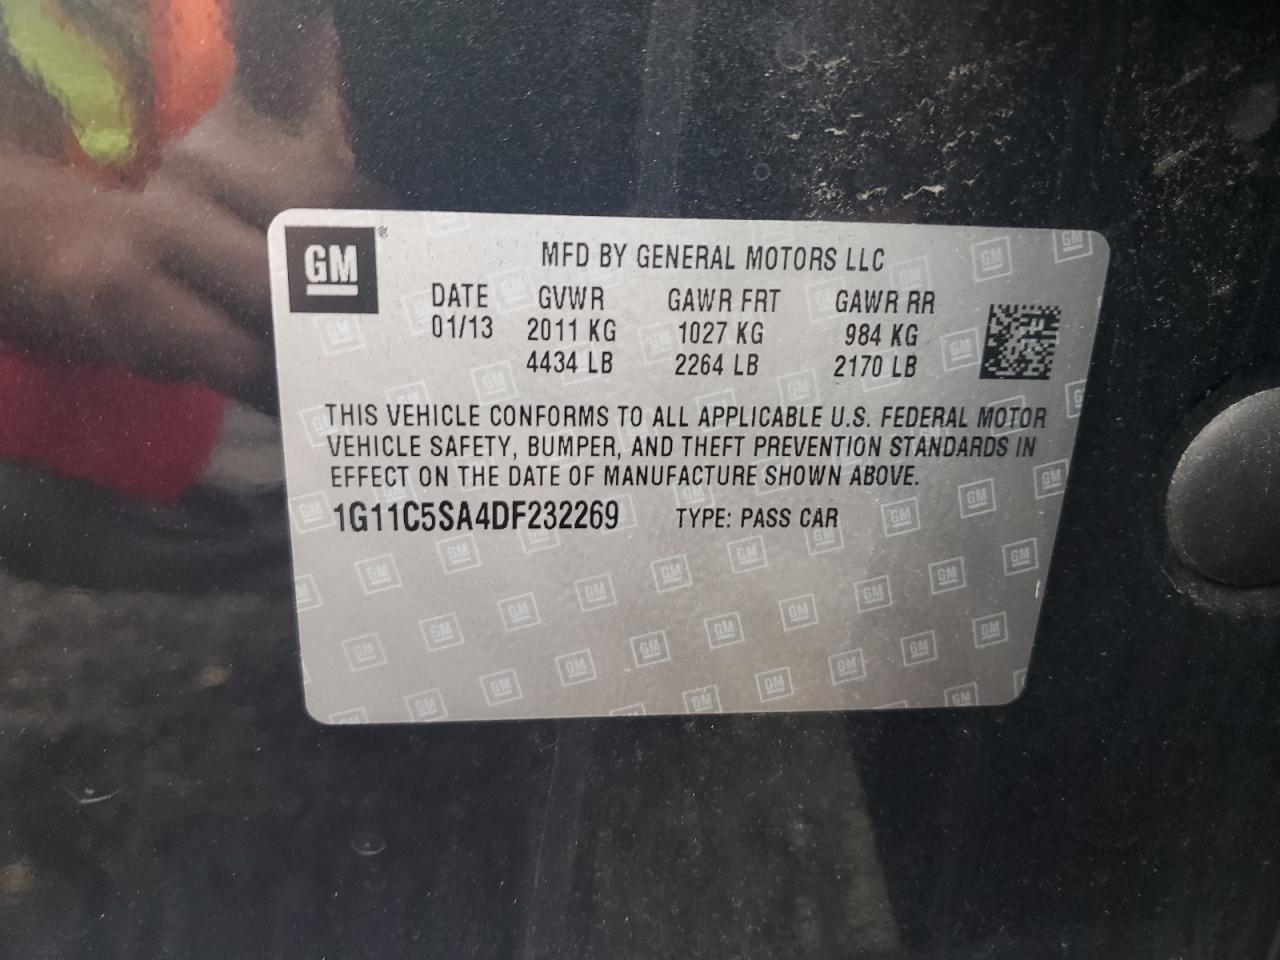 GM®
MFD BY GENERAL MOTORS LLC
DATE GVWR GAWR FRT GAWR RR
01/13 2011 KG 1027 KG 984 KG
4434 LB 2264 LB 2170 LB
THIS VEHICLE CONFORMS TO ALL APPLICABLE U.S. FEDERAL MOTOR
VEHICLE SAFETY, BUMPER, AND THEFT PREVENTION STANDARDS IN
EFFECT ON THE DATE OF MANUFACTURE SHOWN ABOVE.
1G11C5SA4DF232269 TYPE: PASS CAR